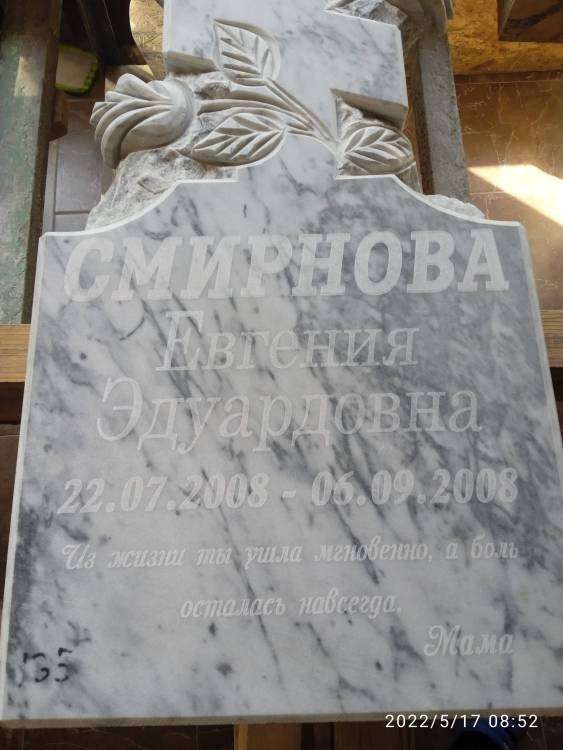 СМИРНОВА
Евгения
Эдуардовна
22.07.2008 - 06.09.2008
Из жизни ты ушла мгновенно, а боль
осталась навсегда.
Мама
135
2022/5/17 08:52